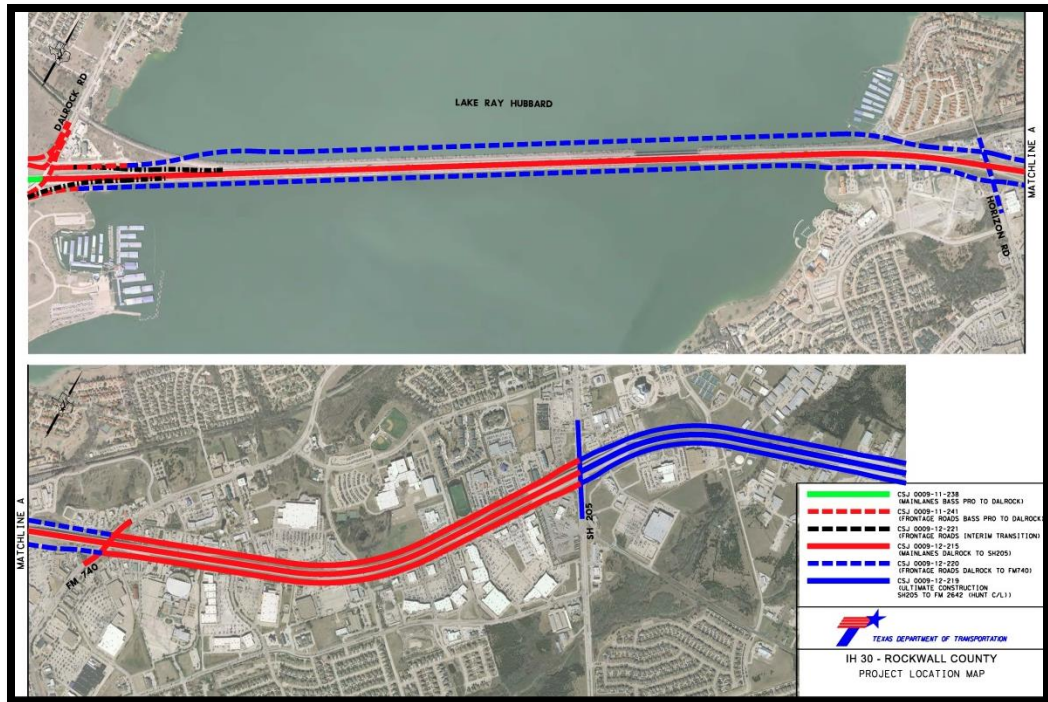 DALROCK RD
LAKE RAY HUBBARD
HORIZON RD
MATCHLINE A
MATCHLINE A
FM 740
SH 205
CSJ 0009-11-238
(MAINLANES BASS PRO TO DALROCK)
CSJ 0009-11-241
(FRONTAGE ROADS BASS PRO TO DALROCK)
CSJ 0009-12-221
(FRONTAGE ROADS INTERIM TRANSITION)
CSJ 0009-12-215
(MAINLANES DALROCK TO SH205)
CSJ 0009-12-220
(FRONTAGE ROADS DALROCK TO FM740)
CSJ 0009-12-219
(ULTIMATE CONSTRUCTION
SH205 TO FM 2642 (HUNT C/L))
TEXAS DEPARTMENT OF TRANSPORTATION
IH 30 - ROCKWALL COUNTY
PROJECT LOCATION MAP